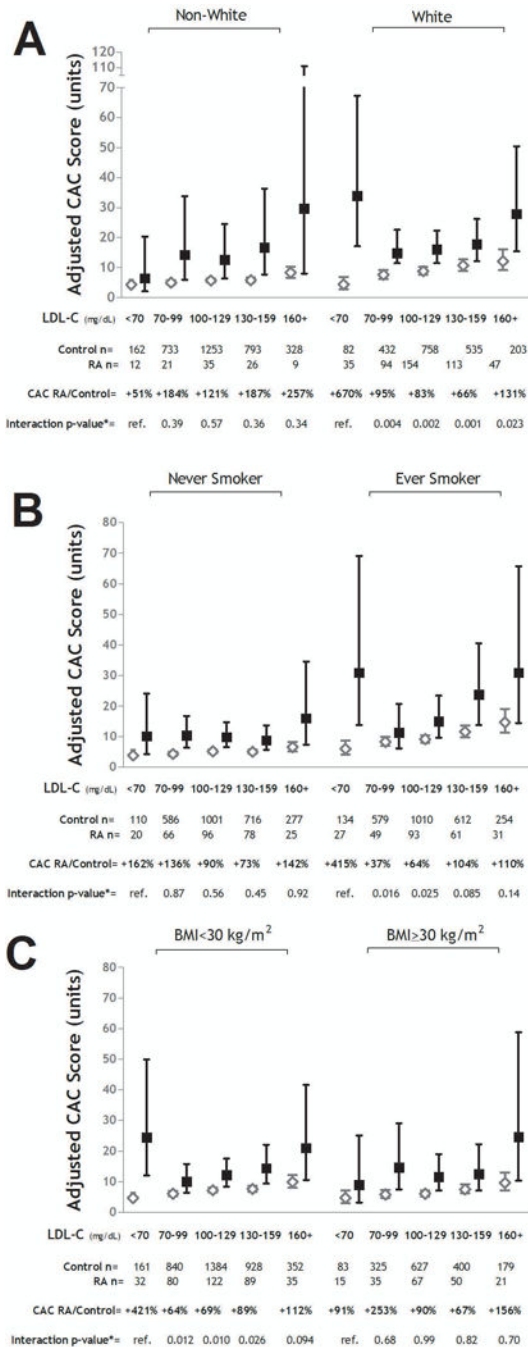 A
Non-White White
Adjusted CAC Score (units)
120
110
70
60
50
40
30
20
10
0
LDL-C (mg/dL) <70 70-99 100-129 130-159 160+ <70 70-99 100-129 130-159 160+
Control n= 162 733 1253 793 328 82 432 758 535 203
RA n= 12 21 35 26 9 35 94 154 113 47
CAC RA/Control= +51% +184% +121% +187% +257% +670% +95% +83% +66% +131%
Interaction p-value*= ref. 0.39 0.57 0.36 0.34 ref. 0.004 0.002 0.001 0.023
B
Never Smoker Ever Smoker
Adjusted CAC Score (units)
80
70
60
50
40
30
20
10
0
LDL-C (mg/dL) <70 70-99 100-129 130-159 160+ <70 70-99 100-129 130-159 160+
Control n= 110 586 1001 716 277 134 579 1010 612 254
RA n= 20 66 96 78 25 27 49 93 61 31
CAC RA/Control= +162% +136% +90% +73% +142% +415% +37% +64% +104% +110%
Interaction p-value*= ref. 0.87 0.56 0.45 0.92 ref. 0.016 0.025 0.085 0.14
C
BMI<30 kg/m² BMI≥30 kg/m²
Adjusted CAC Score (units)
80
70
60
50
40
30
20
10
0
LDL-C (mg/dL) <70 70-99 100-129 130-159 160+ <70 70-99 100-129 130-159 160+
Control n= 161 840 1384 928 352 83 325 627 400 179
RA n= 32 80 122 89 35 15 35 67 50 21
CAC RA/Control= +421% +64% +69% +89% +112% +91% +253% +90% +67% +156%
Interaction p-value*= ref. 0.012 0.010 0.026 0.094 ref. 0.68 0.99 0.82 0.70